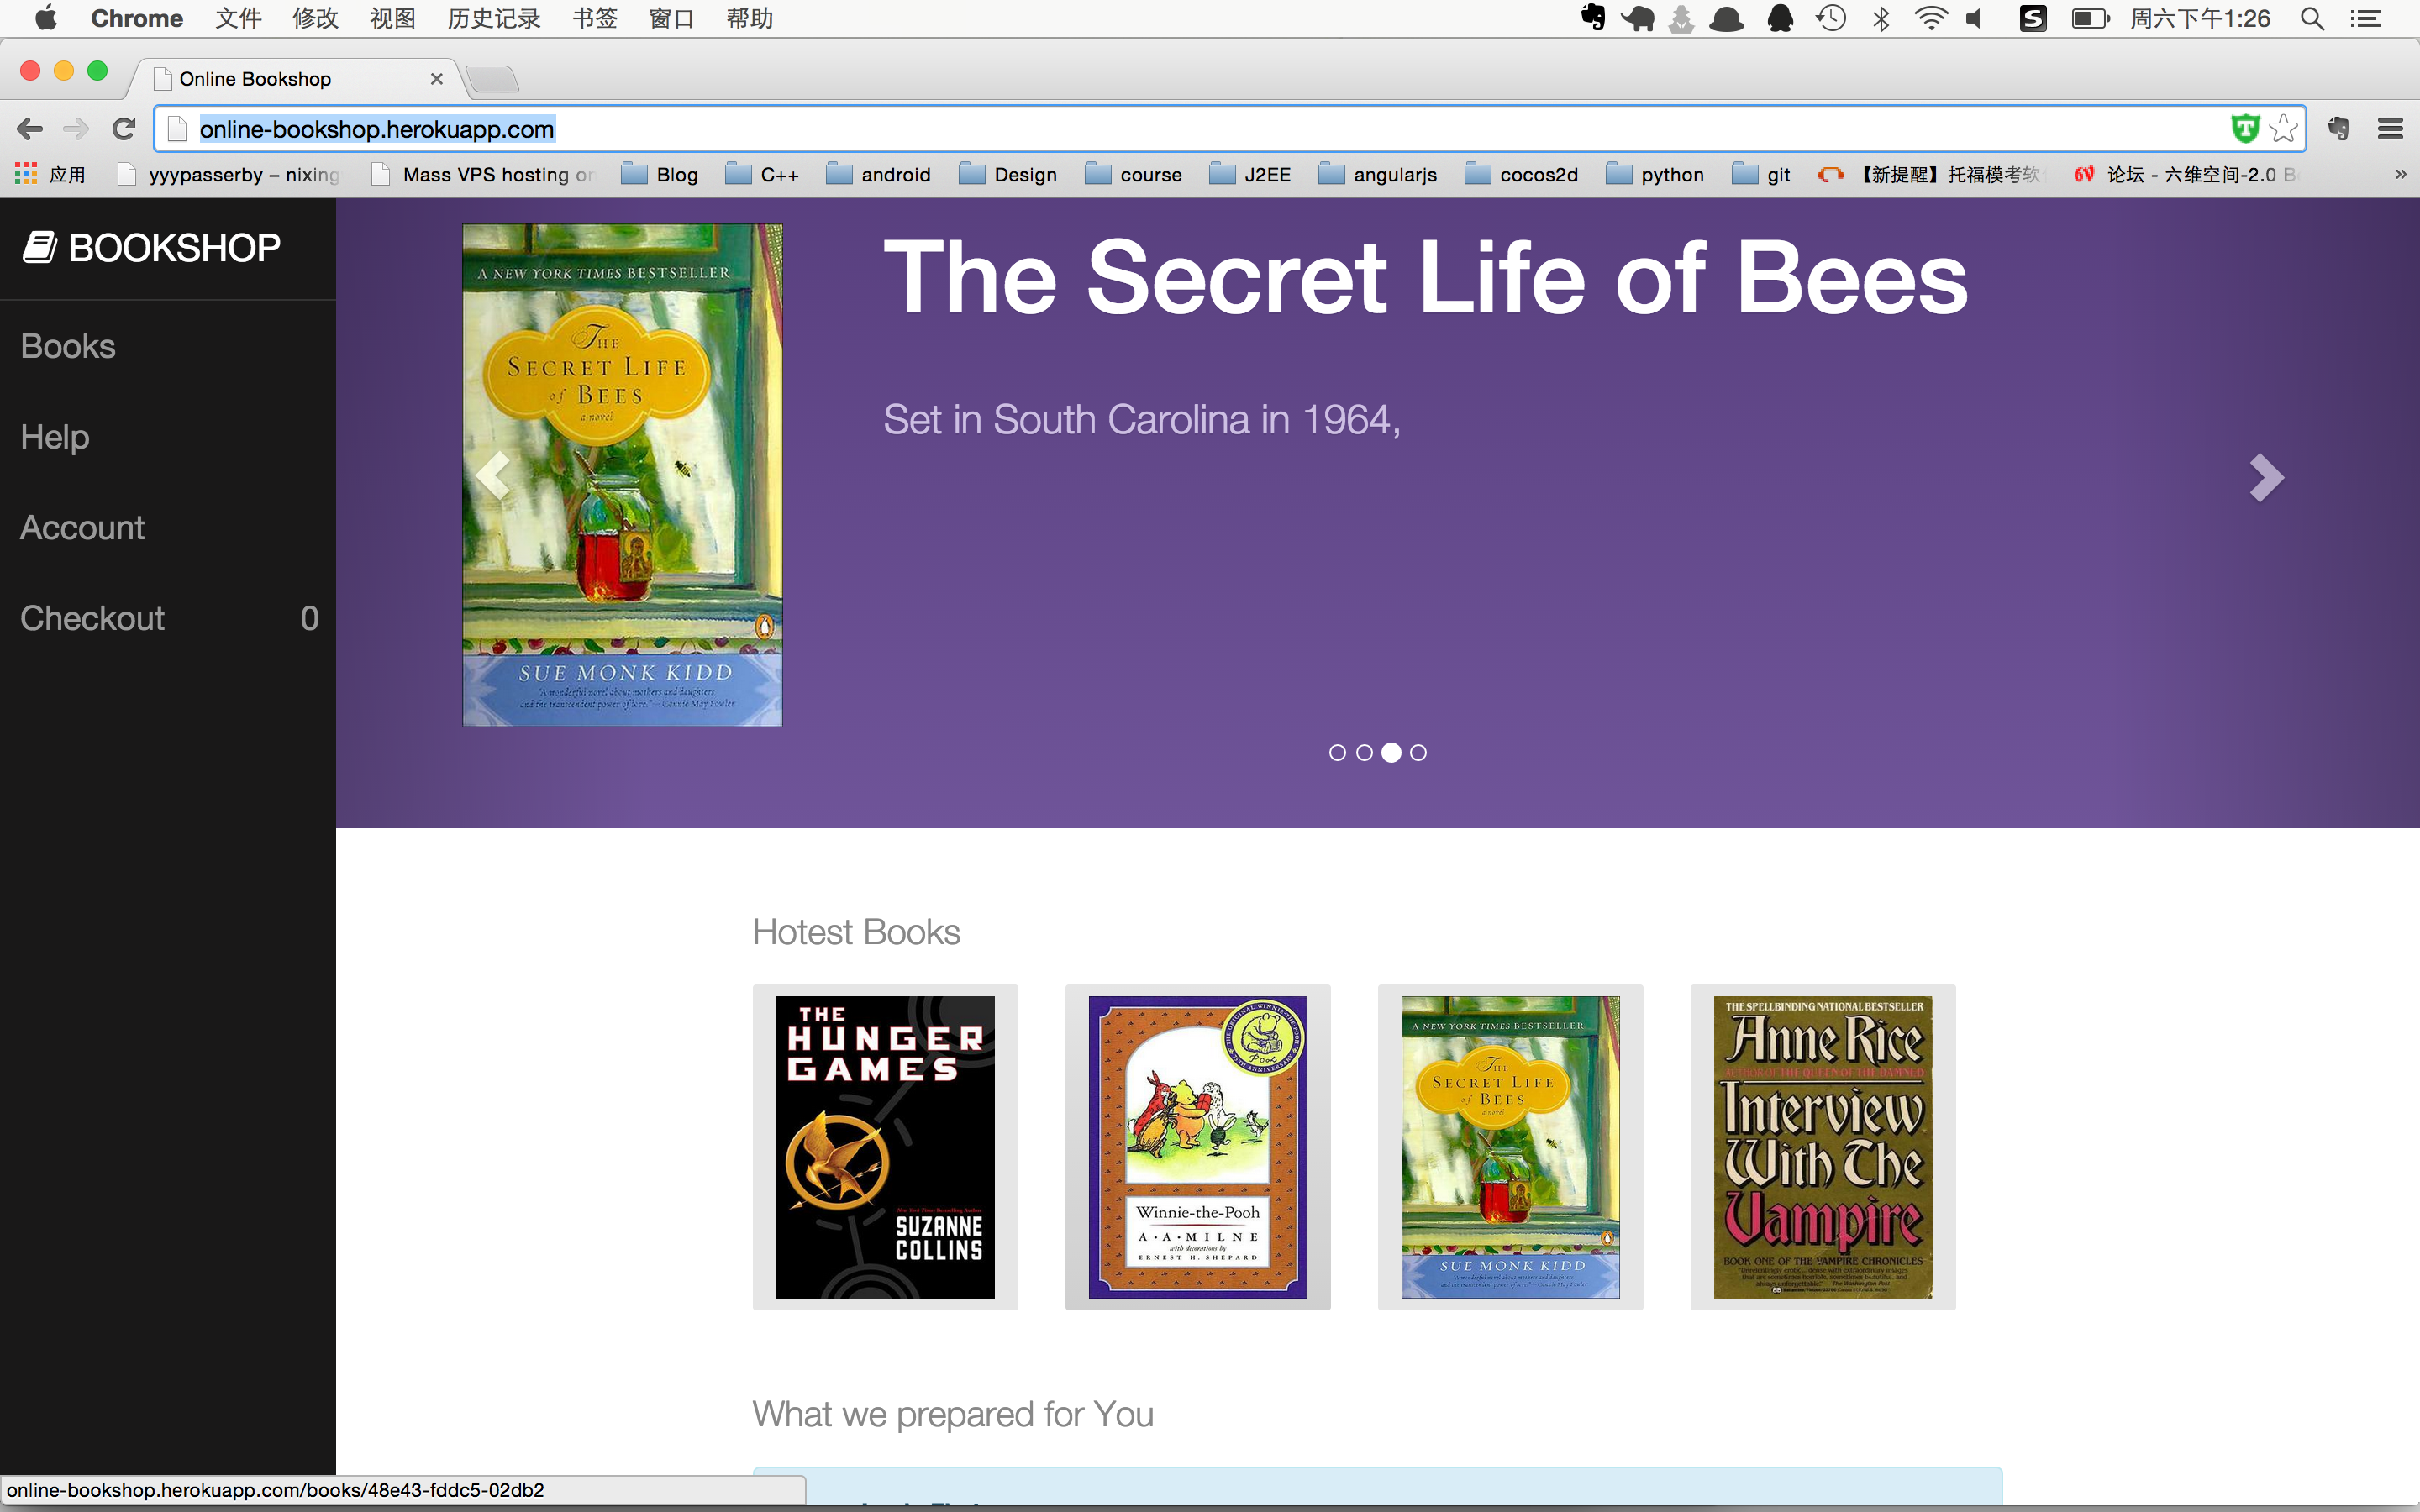 Chrome 文件 修改 视图 历史记录 书签 窗口 帮助 周六下午1:26
Online Bookshop
online-bookshop.herokuapp.com
应用 yyypasserby – nixing Mass VPS hosting on Blog C++ android Design course J2EE angularjs cocos2d python git 【新提醒】托福模考软 论坛 - 六维空间-2.0 B »
BOOKSHOP
Books
Help
Account
Checkout 0
A NEW YORK TIMES BESTSELLER
THE
SECRET LIFE
of BEES
a novel
SUE MONK KIDD
"A wonderful novel about mothers and daughters
and the transcendent power of love." —Connie May Fowler
The Secret Life of Bees
Set in South Carolina in 1964,
Hotest Books
THE
HUNGER
GAMES
SUZANNE
COLLINS
Pooh
Winnie-the-Pooh
A·A·MILNE
with decorations by
ERNEST H. SHEPARD
A NEW YORK TIMES BESTSELLER
THE
SECRET LIFE
of BEES
a novel
SUE MONK KIDD
THE SPELLBINDING NATIONAL BESTSELLER
Anne Rice
AUTHOR OF THE QUEEN OF THE DAMNED
Interview
With The
Vampire
BOOK ONE OF THE VAMPIRE CHRONICLES
What we prepared for You
online-bookshop.herokuapp.com/books/48e43-fddc5-02db2